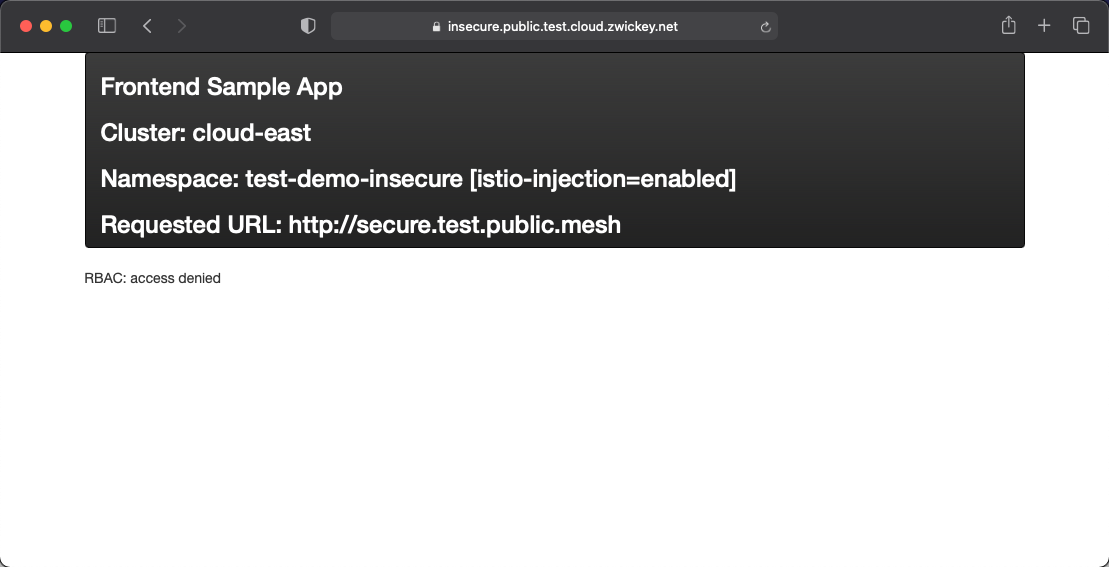 insecure.public.test.cloud.zwickey.net
Frontend Sample App
Cluster: cloud-east
Namespace: test-demo-insecure [istio-injection=enabled]
Requested URL: http://secure.test.public.mesh
RBAC: access denied